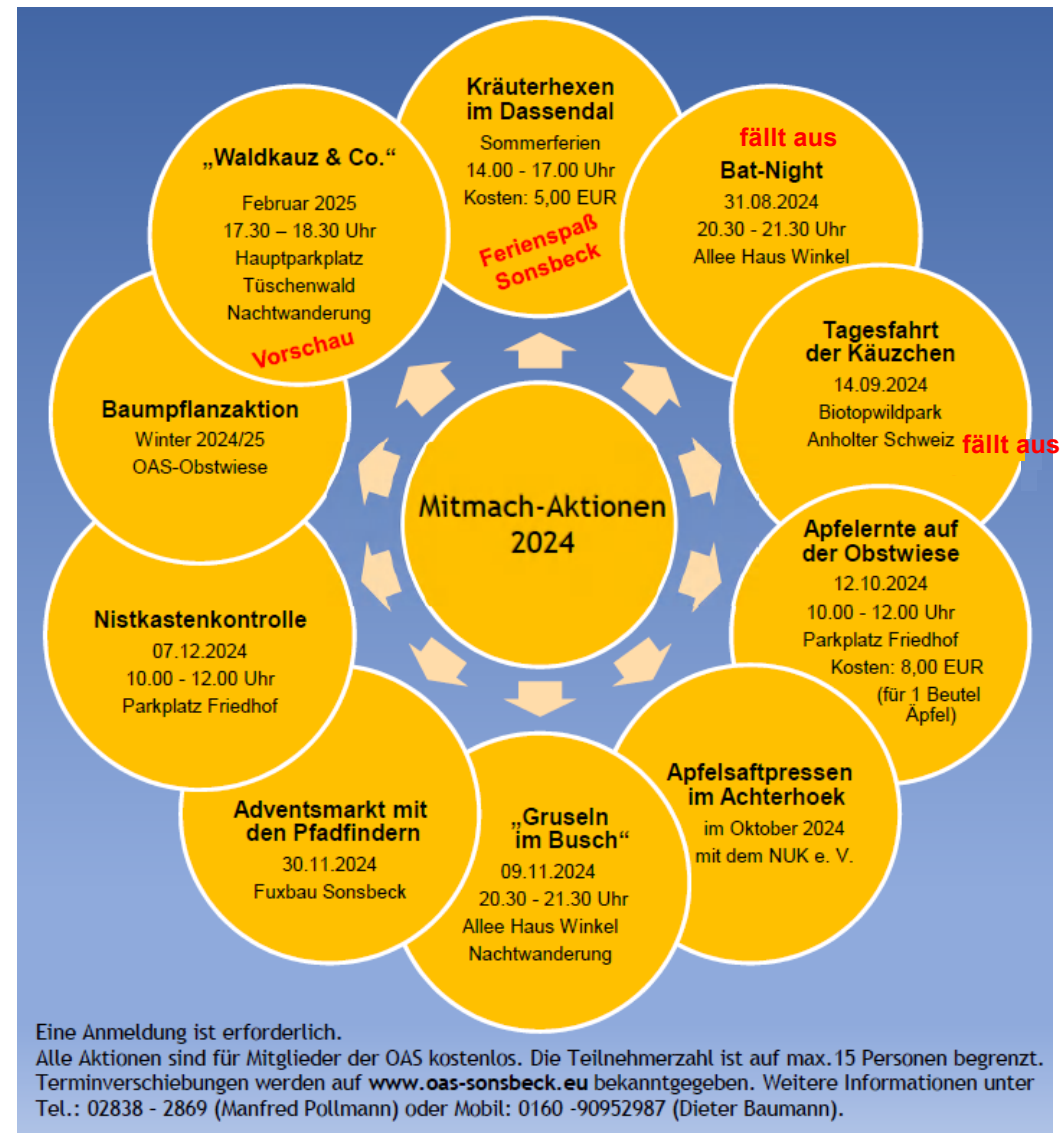 Kräuterhexen
im Dassendal
Sommerferien
14.00 - 17.00 Uhr
Kosten: 5,00 EUR
Ferienspaß
Sonsbeck
fällt aus
Bat-Night
31.08.2024
20.30 - 21.30 Uhr
Allee Haus Winkel
Tagesfahrt
der Käuzchen
14.09.2024
Biotopwildpark
Anholter Schweiz
fällt aus
Apfelernte auf
der Obstwiese
12.10.2024
10.00 - 12.00 Uhr
Parkplatz Friedhof
Kosten: 8,00 EUR
(für 1 Beutel
Äpfel)
Apfelsaftpressen
im Achterhoek
im Oktober 2024
mit dem NUK e. V.
„Gruseln
im Busch“
09.11.2024
20.30 - 21.30 Uhr
Allee Haus Winkel
Nachtwanderung
Adventsmarkt mit
den Pfadfindern
30.11.2024
Fuxbau Sonsbeck
Nistkastenkontrolle
07.12.2024
10.00 - 12.00 Uhr
Parkplatz Friedhof
Baumpflanzaktion
Winter 2024/25
OAS-Obstwiese
„Waldkauz & Co.“
Februar 2025
17.30 – 18.30 Uhr
Hauptparkplatz
Tüschenwald
Nachtwanderung
Vorschau
Mitmach-Aktionen
2024
Eine Anmeldung ist erforderlich.
Alle Aktionen sind für Mitglieder der OAS kostenlos. Die Teilnehmerzahl ist auf max.15 Personen begrenzt.
Terminverschiebungen werden auf www.oas-sonsbeck.eu bekanntgegeben. Weitere Informationen unter
Tel.: 02838 - 2869 (Manfred Pollmann) oder Mobil: 0160 -90952987 (Dieter Baumann).